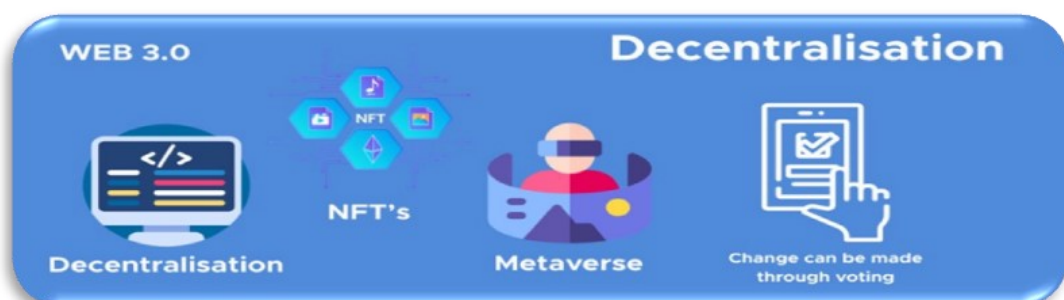 WEB 3.0
Decentralisation
NFT
</>
NFT's
Decentralisation
Metaverse
Change can be made
through voting